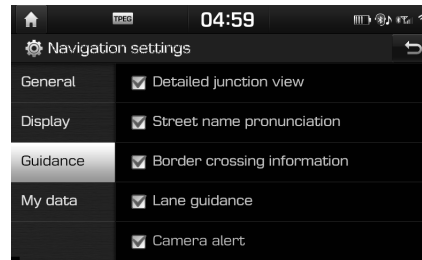 TPEG 04:59
Navigation settings
General
Detailed junction view
Display
Street name pronunciation
Guidance
Border crossing information
My data
Lane guidance
Camera alert